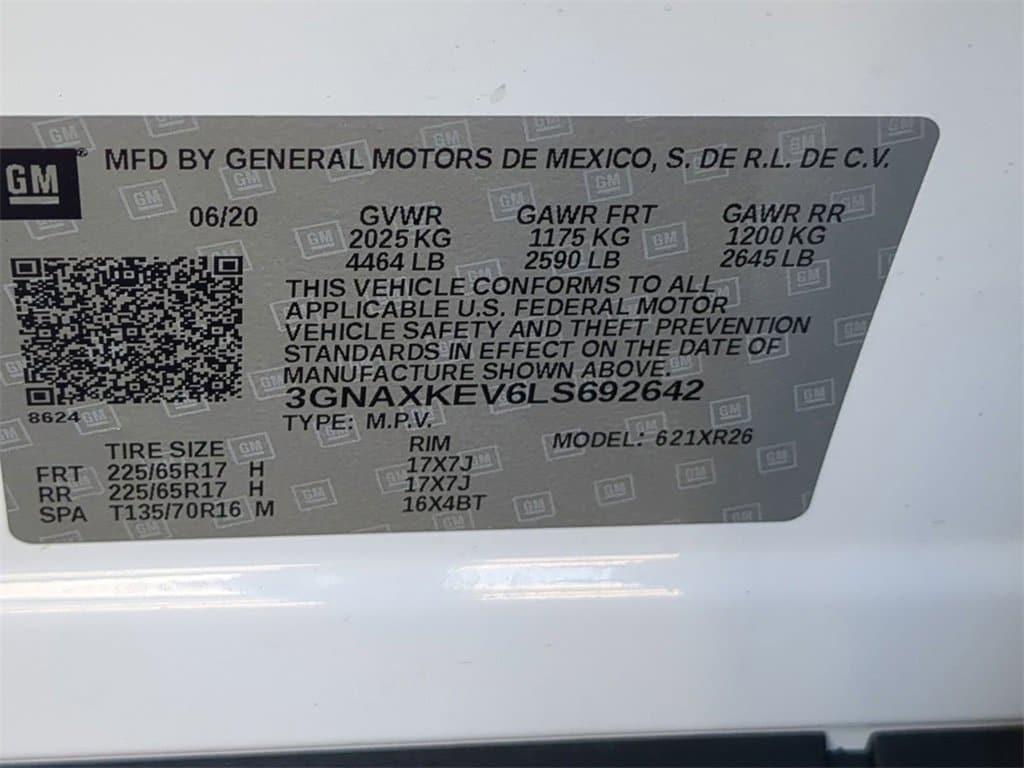 GM® MFD BY GENERAL MOTORS DE MEXICO, S. DE R.L. DE C.V.
06/20 GVWR GAWR FRT GAWR RR
2025 KG 1175 KG 1200 KG
4464 LB 2590 LB 2645 LB
THIS VEHICLE CONFORMS TO ALL
APPLICABLE U.S. FEDERAL MOTOR
VEHICLE SAFETY AND THEFT PREVENTION
STANDARDS IN EFFECT ON THE DATE OF
MANUFACTURE SHOWN ABOVE.
3GNAXKEV6LS692642
8624
TYPE: M.P.V. MODEL: 621XR26
TIRE SIZE RIM
FRT 225/65R17 H 17X7J
RR 225/65R17 H 17X7J
SPA T135/70R16 M 16X4BT